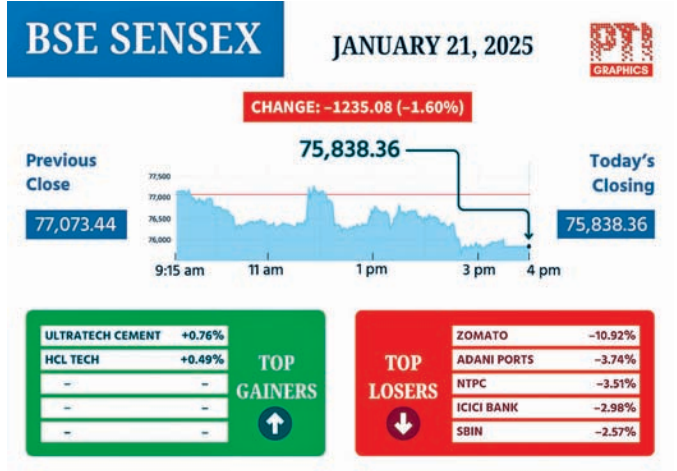 BSE SENSEX
JANUARY 21, 2025
PTI
GRAPHICS
CHANGE: –1235.08 (–1.60%)
75,838.36
Previous
Close
77,073.44
Today's
Closing
75,838.36
77,500
77,000
76,500
76,000
9:15 am 11 am 1 pm 3 pm 4 pm
ULTRATECH CEMENT +0.76%
HCL TECH +0.49%
– –
– –
– –
TOP
GAINERS
TOP
LOSERS
ZOMATO –10.92%
ADANI PORTS –3.74%
NTPC –3.51%
ICICI BANK –2.98%
SBIN –2.57%